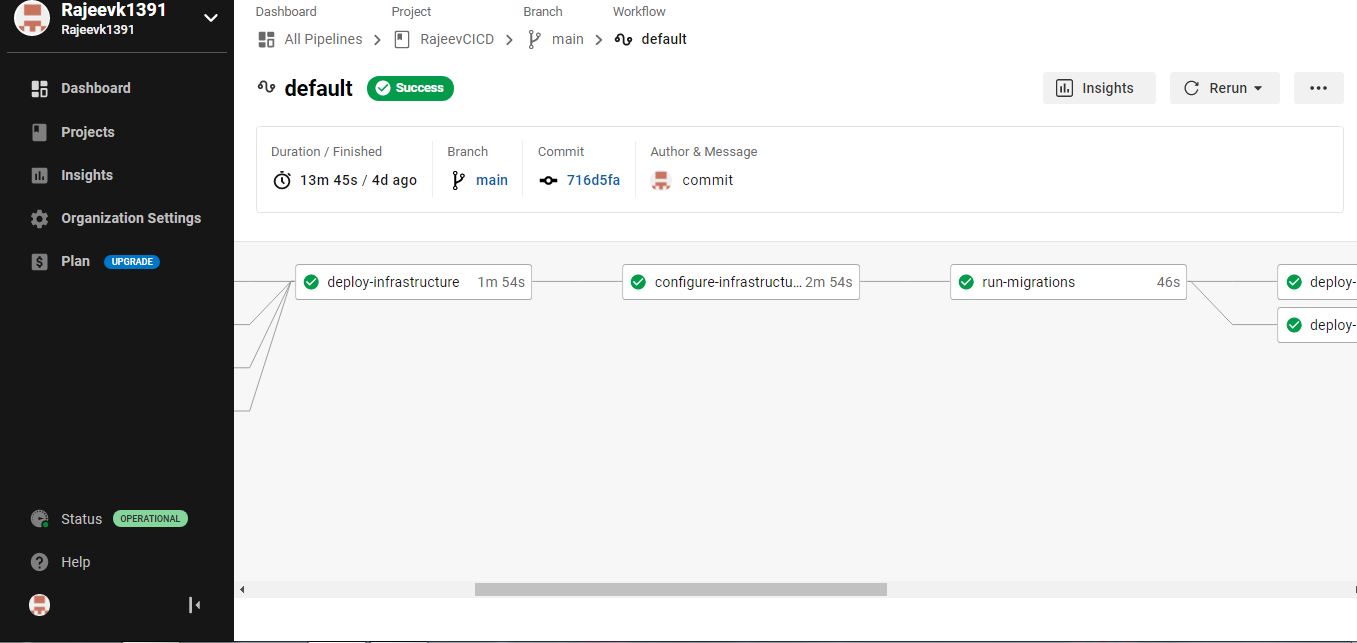 Rajeevk1391
Rajeevk1391
Dashboard
Projects
Insights
Organization Settings
Plan UPGRADE
Status OPERATIONAL
Help
Dashboard Project Branch Workflow
All Pipelines RajeevCICD main default
default Success
Insights Rerun
Duration / Finished Branch Commit Author & Message
13m 45s / 4d ago main 716d5fa commit
deploy-infrastructure 1m 54s configure-infrastructu... 2m 54s run-migrations 46s deploy-
deploy-